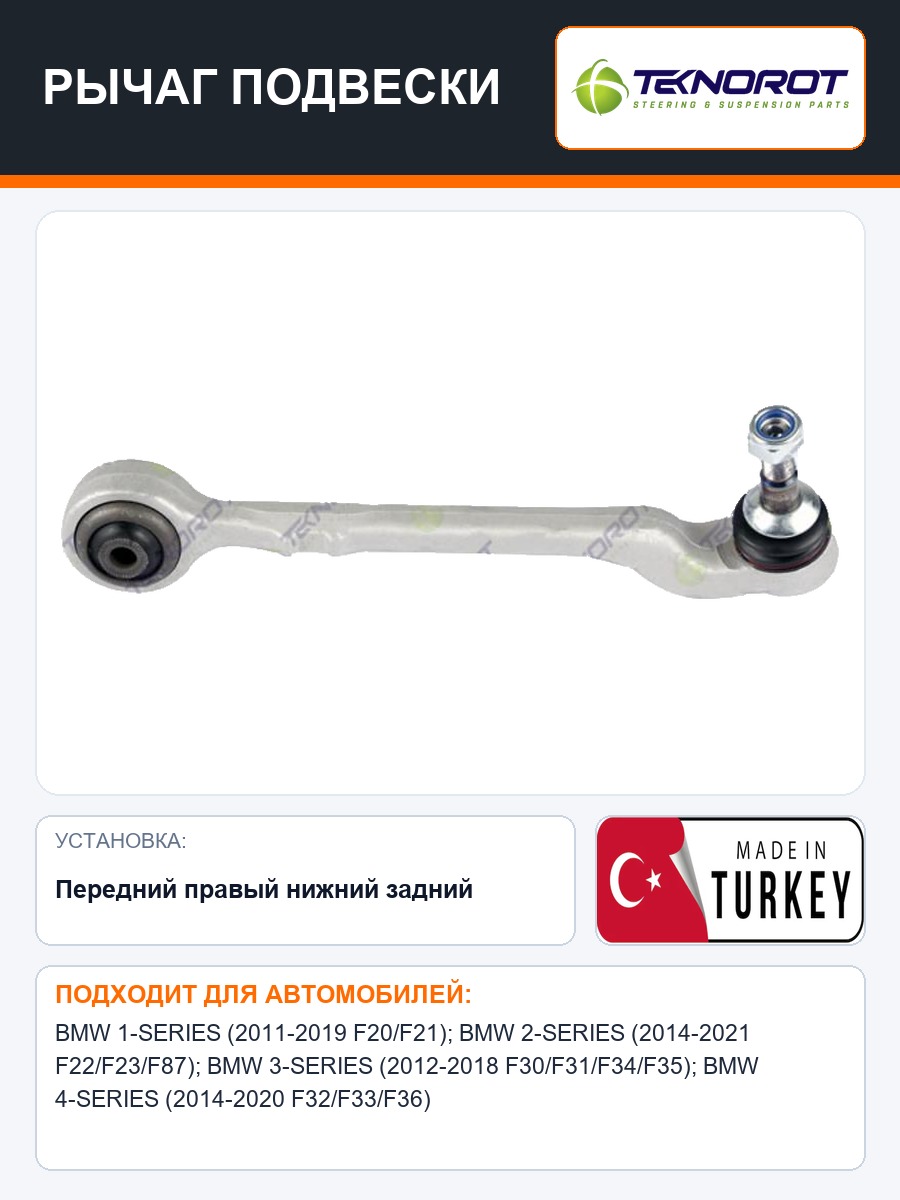 РЫЧАГ ПОДВЕСКИ
TEKNOROT
STEERING & SUSPENSION PARTS
УСТАНОВКА:
Передний правый нижний задний
MADE IN
TURKEY
ПОДХОДИТ ДЛЯ АВТОМОБИЛЕЙ:
BMW 1-SERIES (2011-2019 F20/F21); BMW 2-SERIES (2014-2021
F22/F23/F87); BMW 3-SERIES (2012-2018 F30/F31/F34/F35); BMW
4-SERIES (2014-2020 F32/F33/F36)